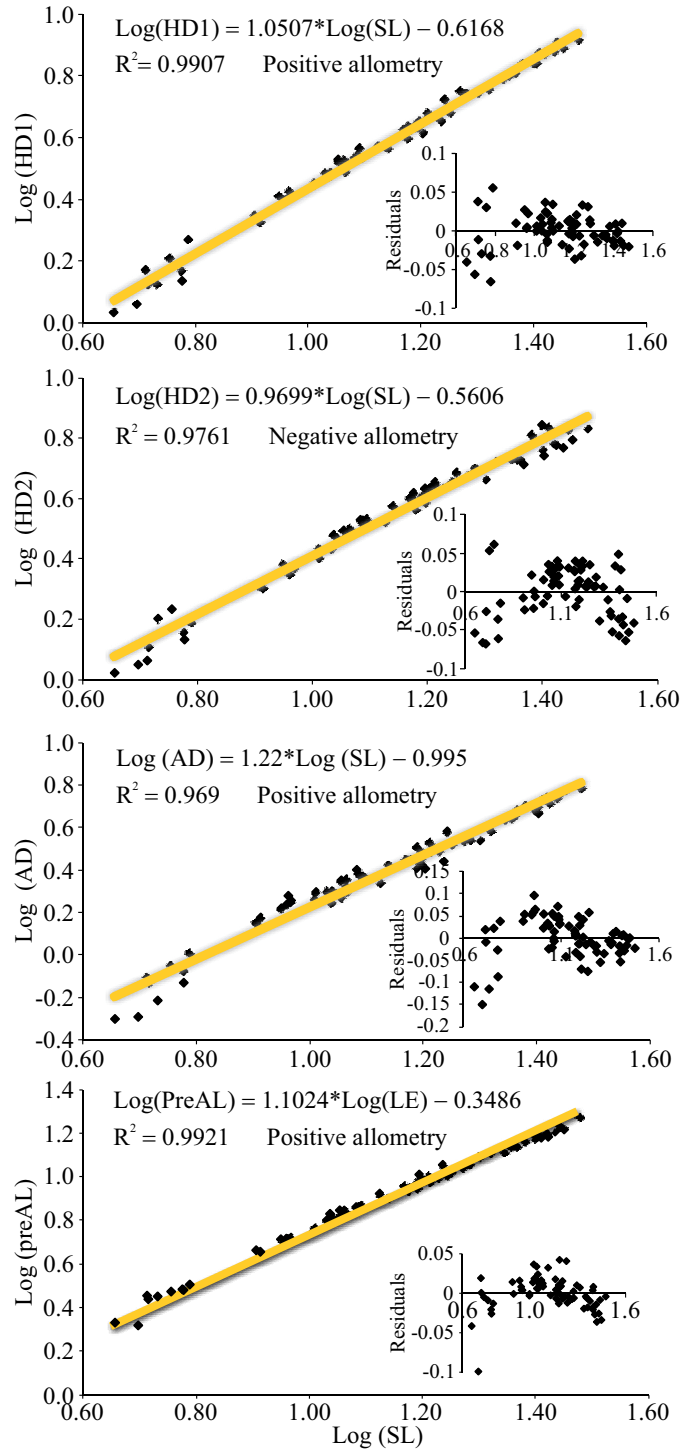 1.0
Log(HD1) = 1.0507*Log(SL) − 0.6168
R²= 0.9907 Positive allometry
0.8
0.6
Log (HD1)
0.4
0.2
0.0
0.60 0.80 1.00 1.20 1.40 1.60
0.1
0.05
Residuals
0
0.6 0.8 1.0 1.2 1.4 1.6
-0.05
-0.1
1.0
Log(HD2) = 0.9699*Log(SL) − 0.5606
R² = 0.9761 Negative allometry
0.8
0.6
Log (HD2)
0.4
0.2
0.0
0.60 0.80 1.00 1.20 1.40 1.60
0.1
0.05
Residuals
0
0.6 1.1 1.6
-0.05
-0.1
1.0
Log (AD) = 1.22*Log (SL) − 0.995
R² = 0.969 Positive allometry
0.8
0.6
0.4
Log (AD)
0.2
0.0
-0.2
-0.4
0.60 0.80 1.00 1.20 1.40 1.60
0.15
0.1
0.05
Residuals
0
0.6 1.1 1.6
-0.05
-0.1
-0.15
-0.2
1.4
Log(PreAL) = 1.1024*Log(LE) − 0.3486
R² = 0.9921 Positive allometry
1.2
1.0
0.8
Log (preAL)
0.6
0.4
0.2
0.0
0.60 0.80 1.00 1.20 1.40 1.60
0.05
Residuals
0
0.6 1.0 1.6
-0.05
-0.1
Log (SL)